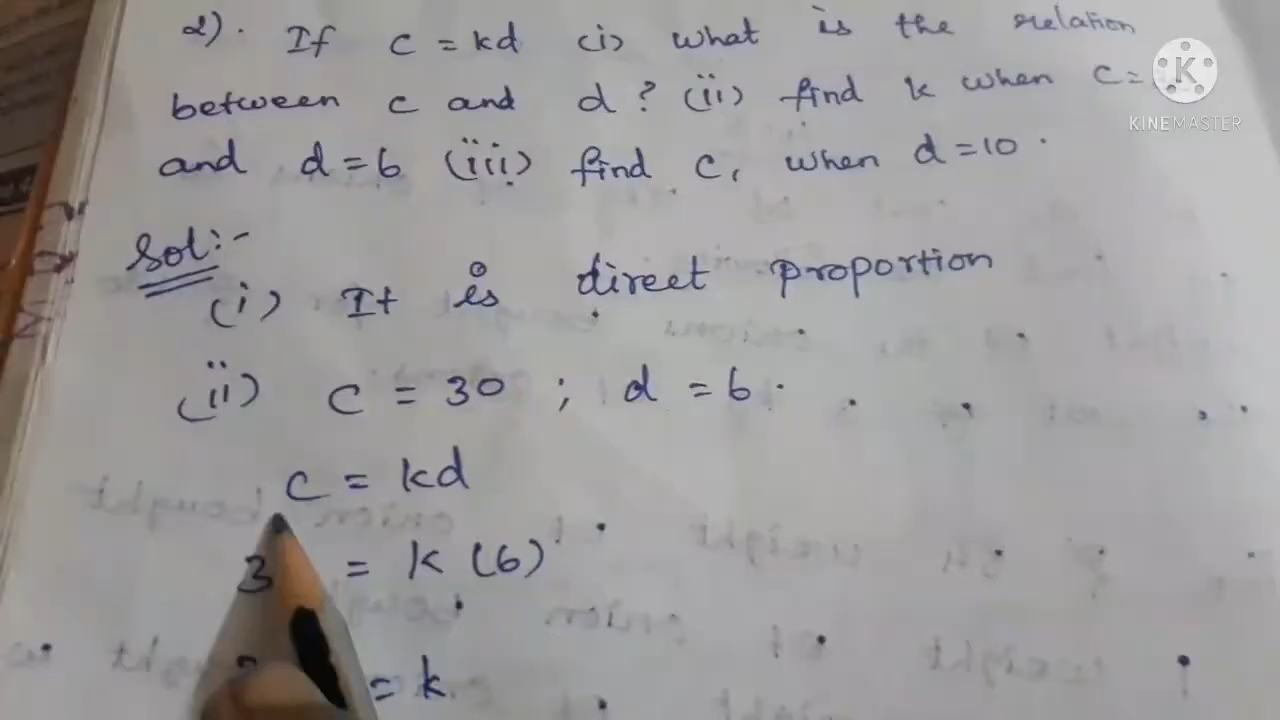 2). If c = kd (i) what is the relation
between c and d? (ii) find k when c=
and d=6 (iii) find c, when d=10.
K
KINEMASTER
Sol:-
(i) It is direct proportion
(ii) c = 30 ; d = 6.
c = kd
3 = k (6)
= k